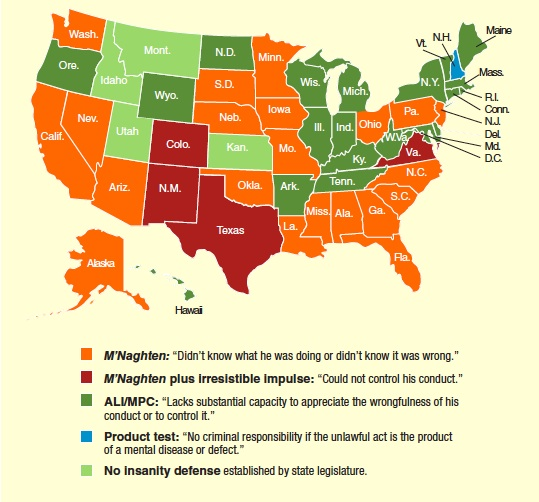 Wash.
Ore.
Idaho
Mont.
N.D.
Minn.
Wis.
Mich.
Vt.
N.H.
Maine
Mass.
R.I.
Conn.
N.J.
Del.
Md.
D.C.
N.Y.
Pa.
S.D.
Wyo.
Nev.
Calif.
Utah
Colo.
Neb.
Iowa
Ill.
Ind.
Ohio
W.Va.
Va.
Kan.
Mo.
Ky.
Tenn.
N.C.
S.C.
Ariz.
N.M.
Okla.
Ark.
Texas
La.
Miss.
Ala.
Ga.
Fla.
Alaska
Hawaii
M'Naghten: “Didn't know what he was doing or didn't know it was wrong.”
M'Naghten plus irresistible impulse: “Could not control his conduct.”
ALI/MPC: “Lacks substantial capacity to appreciate the wrongfulness of his
conduct or to control it.”
Product test: “No criminal responsibility if the unlawful act is the product
of a mental disease or defect.”
No insanity defense established by state legislature.